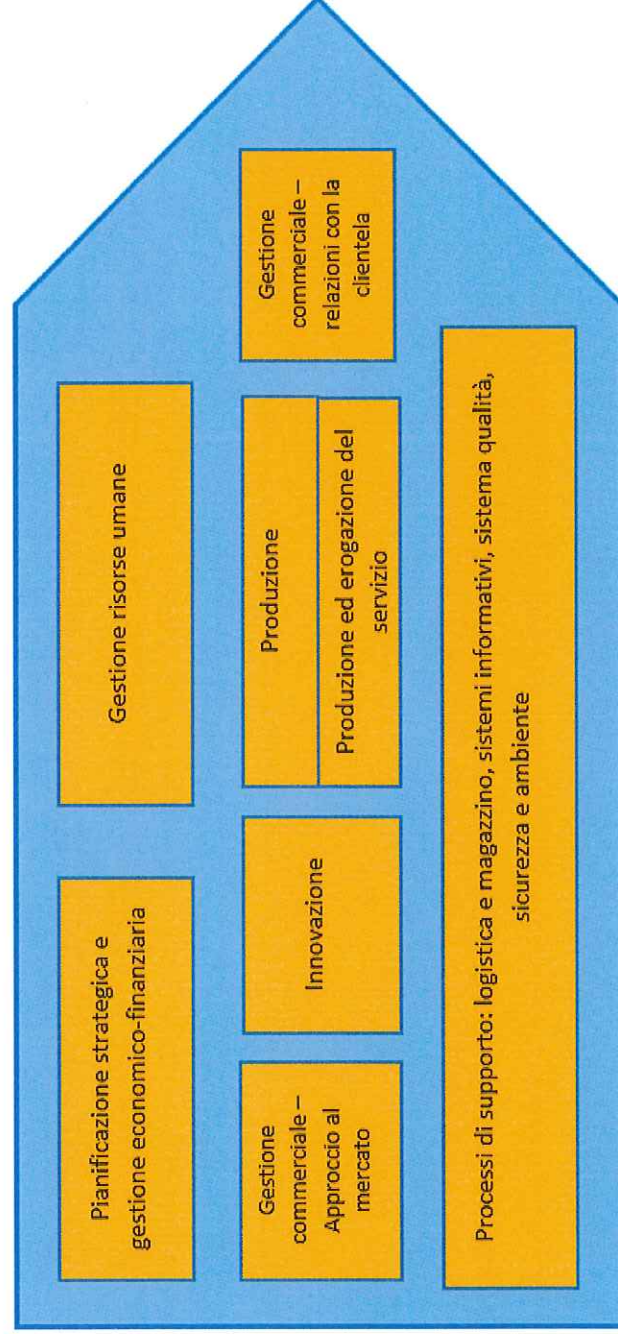 Pianificazione strategica e
gestione economico-finanziaria
Gestione risorse umane
Gestione
commerciale –
Approccio al
mercato
Innovazione
Produzione
Produzione ed erogazione del
servizio
Gestione
commerciale –
relazioni con la
clientela
Processi di supporto: logistica e magazzino, sistemi informativi, sistema qualità,
sicurezza e ambiente